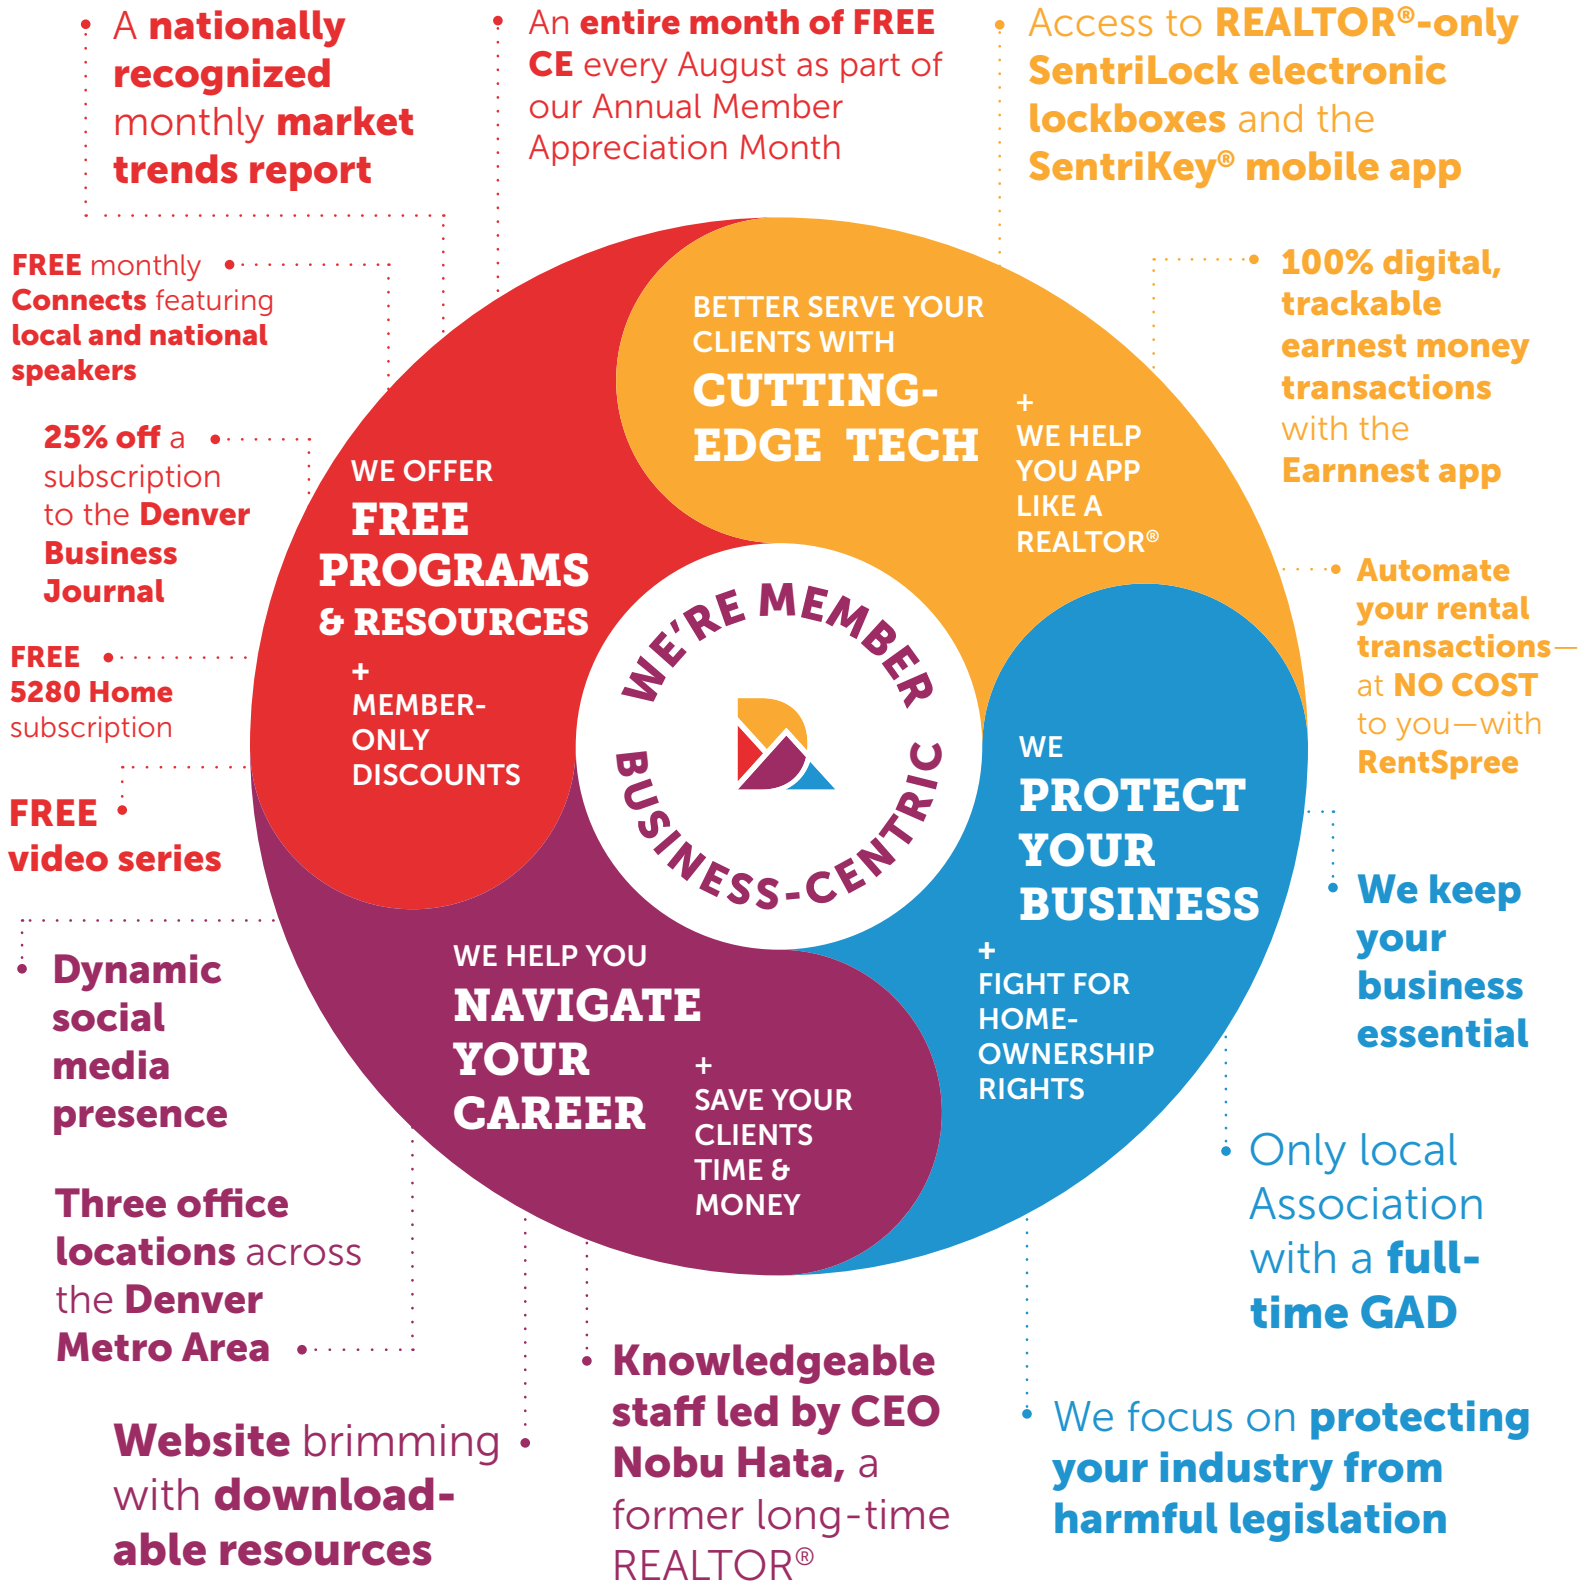 A nationally
recognized
monthly market
trends report
An entire month of FREE
CE every August as part of
our Annual Member
Appreciation Month
Access to REALTOR®-only
SentriLock electronic
lockboxes and the
SentriKey® mobile app
FREE monthly
Connects featuring
local and national
speakers
25% off a
subscription
to the Denver
Business
Journal
FREE
5280 Home
subscription
FREE
video series
WE OFFER
FREE
PROGRAMS
& RESOURCES
+
MEMBER-
ONLY
DISCOUNTS
BETTER SERVE YOUR
CLIENTS WITH
CUTTING-
EDGE TECH
+
WE HELP
YOU APP
LIKE A
REALTOR®
100% digital,
trackable
earnest money
transactions
with the
Earnnest app
Automate
your rental
transactions—
at NO COST
to you—with
RentSpree
WE'RE MEMBER
BUSINESS-CENTRIC
WE
PROTECT
YOUR
BUSINESS
+
FIGHT FOR
HOME-
OWNERSHIP
RIGHTS
We keep
your
business
essential
Only local
Association
with a full-
time GAD
We focus on protecting
your industry from
harmful legislation
WE HELP YOU
NAVIGATE
YOUR
CAREER
+
SAVE YOUR
CLIENTS
TIME &
MONEY
Dynamic
social
media
presence
Three office
locations across
the Denver
Metro Area
Website brimming
with download-
able resources
Knowledgeable
staff led by CEO
Nobu Hata, a
former long-time
REALTOR®